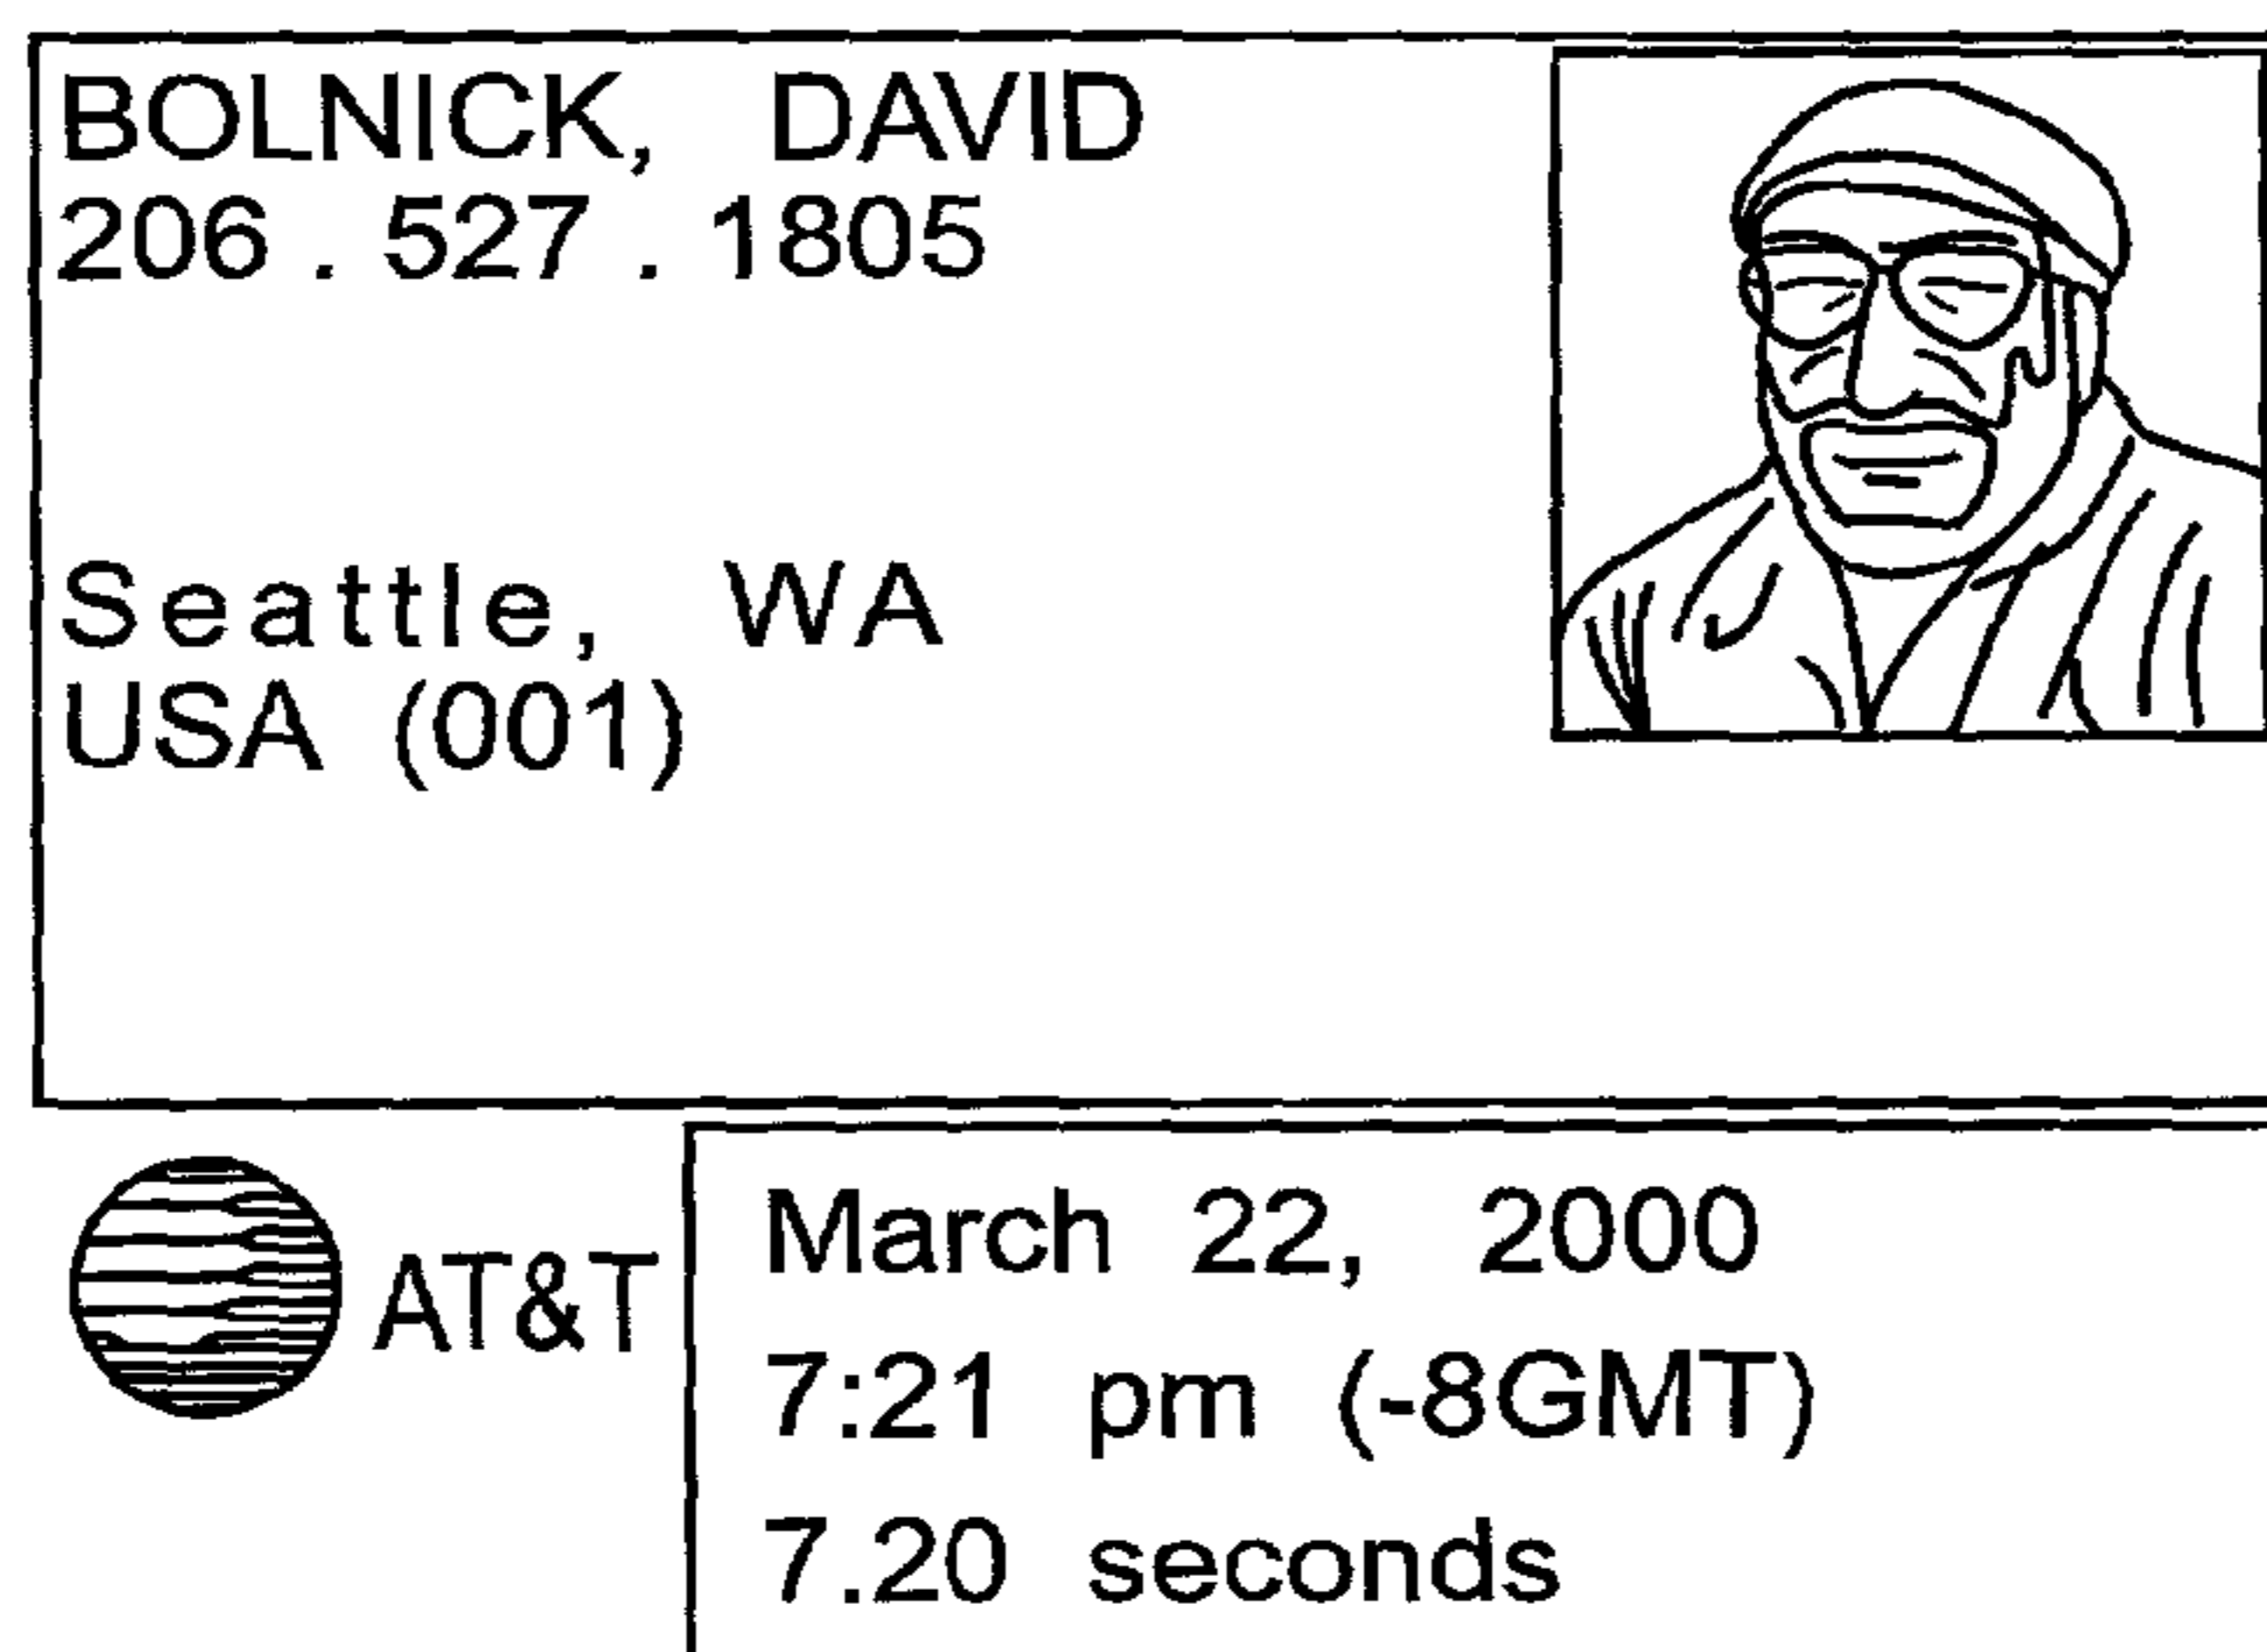 BOLNICK, DAVID
206.527.1805
Seattle, WA
USA (001)
AT&T
March 22, 2000
7:21 pm (-8GMT)
7.20 seconds